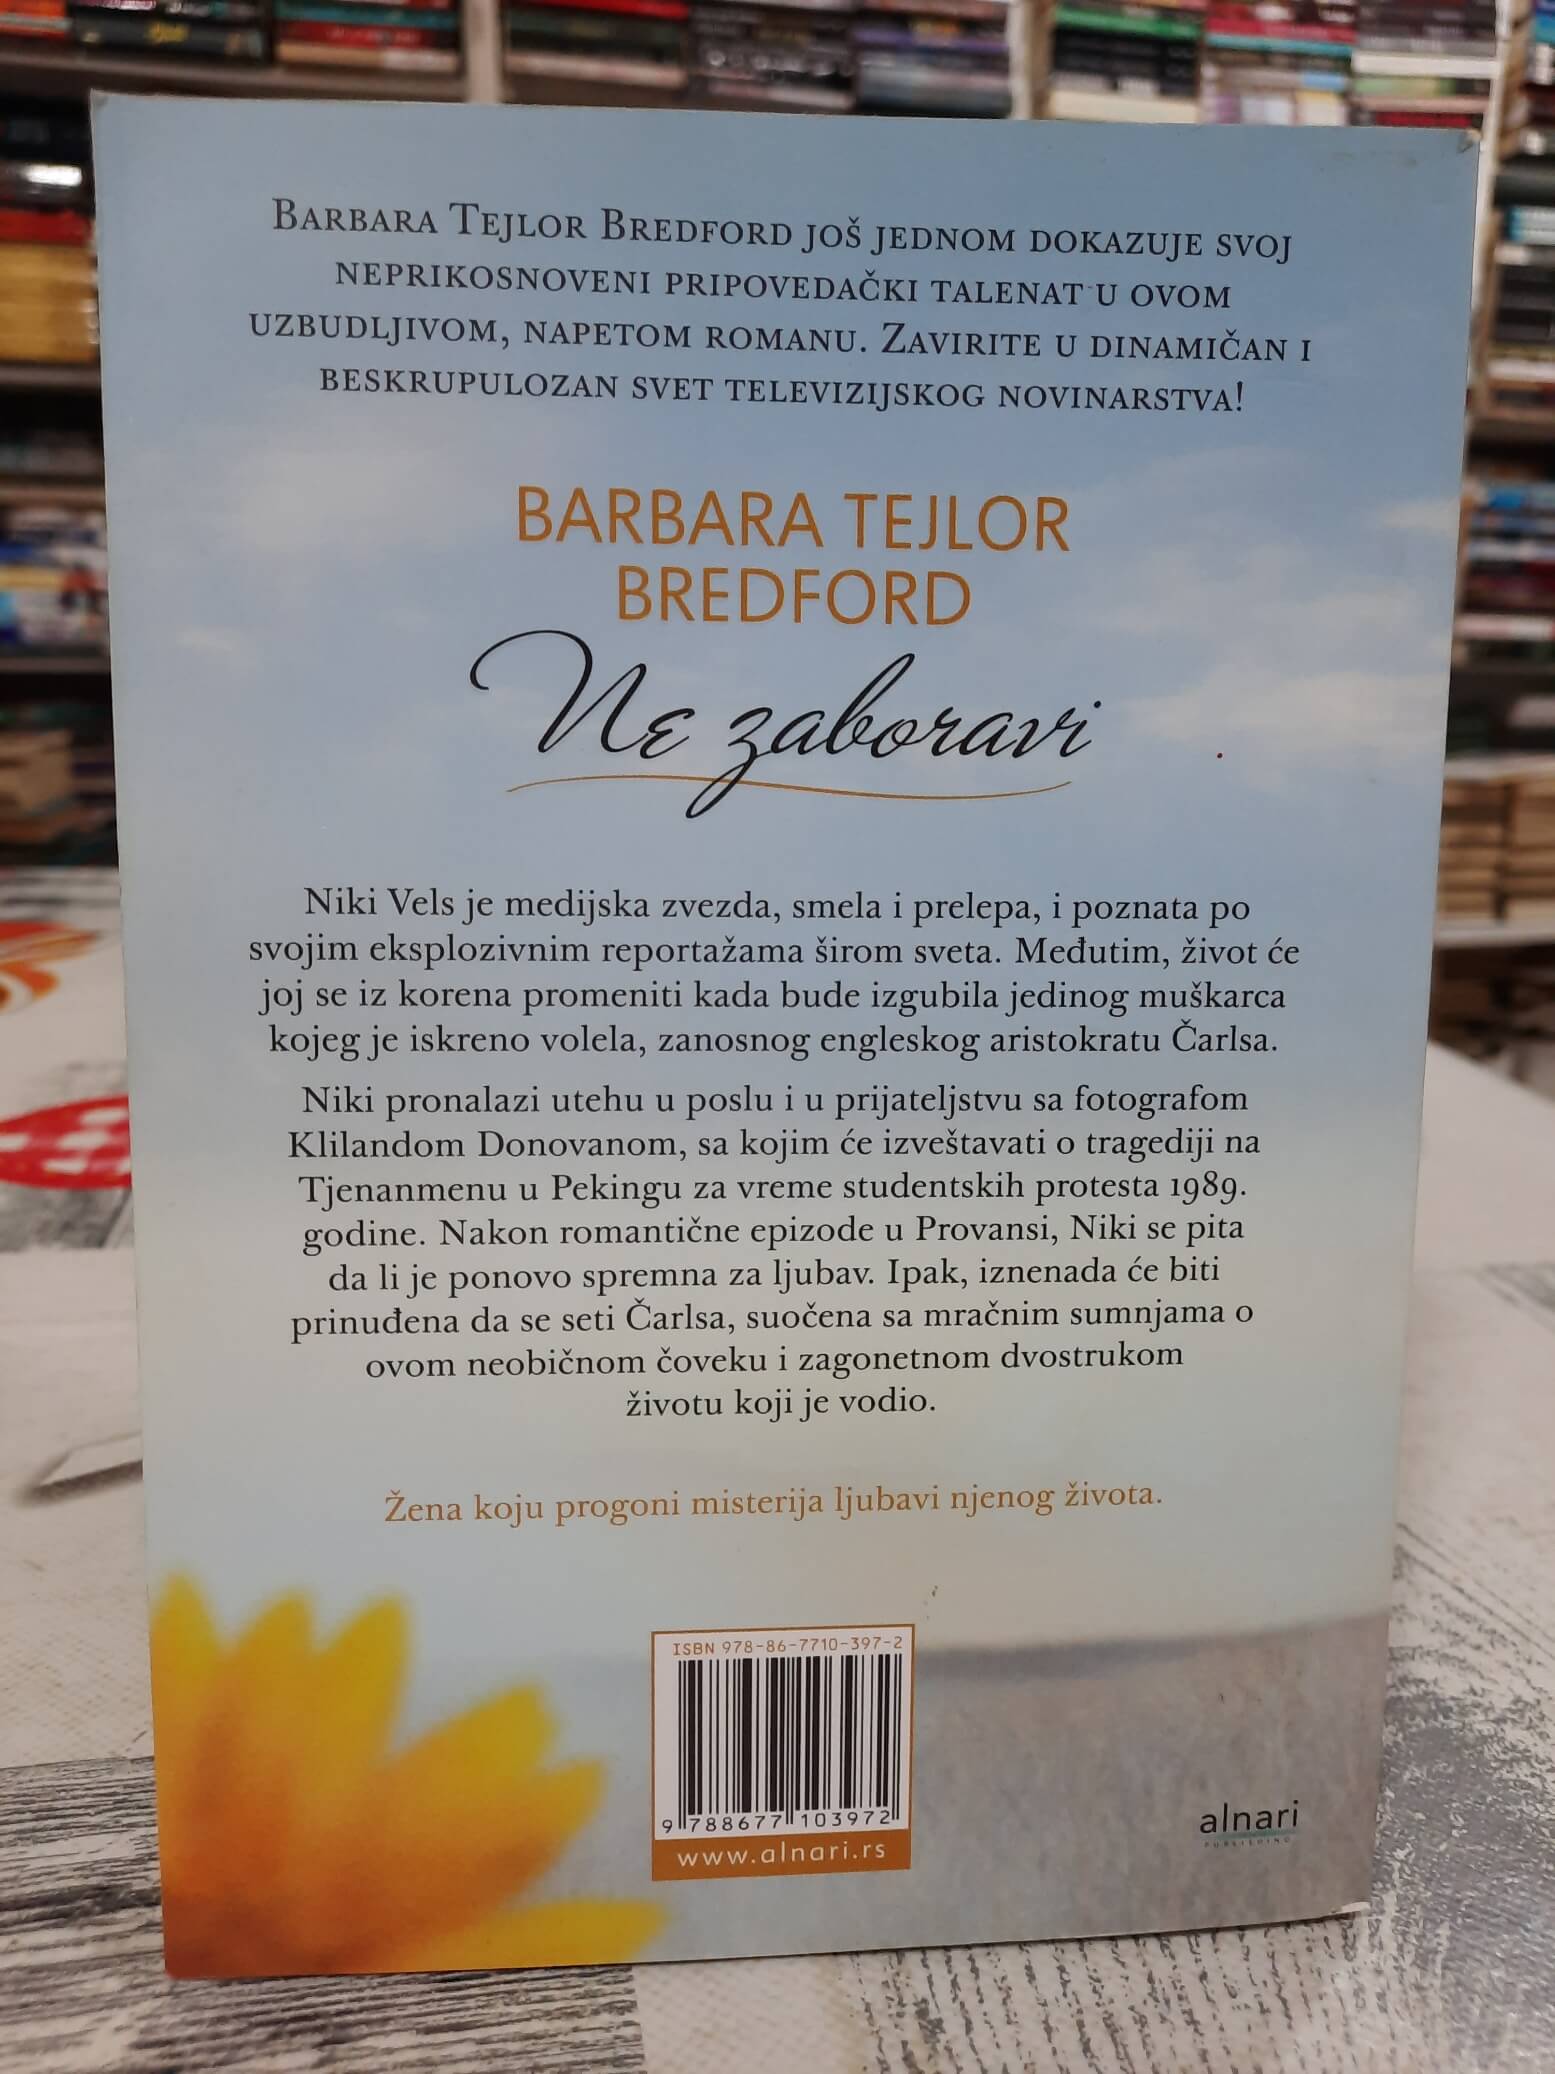 Barbara Tejlor Bredford još jednom dokazuje svoj
neprikosnoveni pripovedački talenat u ovom
uzbudljivom, napetom romanu. Zavirite u dinamičan i
beskrupulozan svet televizijskog novinarstva!
BARBARA TEJLOR
BREDFORD
Ne zaboravi
Niki Vels je medijska zvezda, smela i prelepa, i poznata po
svojim eksplozivnim reportažama širom sveta. Međutim, život će
joj se iz korena promeniti kada bude izgubila jedinog muškarca
kojeg je iskreno volela, zanosnog engleskog aristokratu Čarlsa.
Niki pronalazi utehu u poslu i u prijateljstvu sa fotografom
Klilandom Donovanom, sa kojim će izveštavati o tragediji na
Tjenanmenu u Pekingu za vreme studentskih protesta 1989.
godine. Nakon romantične epizode u Provansi, Niki se pita
da li je ponovo spremna za ljubav. Ipak, iznenada će biti
prinuđena da se seti Čarlsa, suočena sa mračnim sumnjama o
ovom neobičnom čoveku i zagonetnom dvostrukom
životu koji je vodio.
Žena koju progoni misterija ljubavi njenog života.
ISBN 978-86-7710-397-2
9 788677 103972
www.alnari.rs
alnari
PUBLISHING